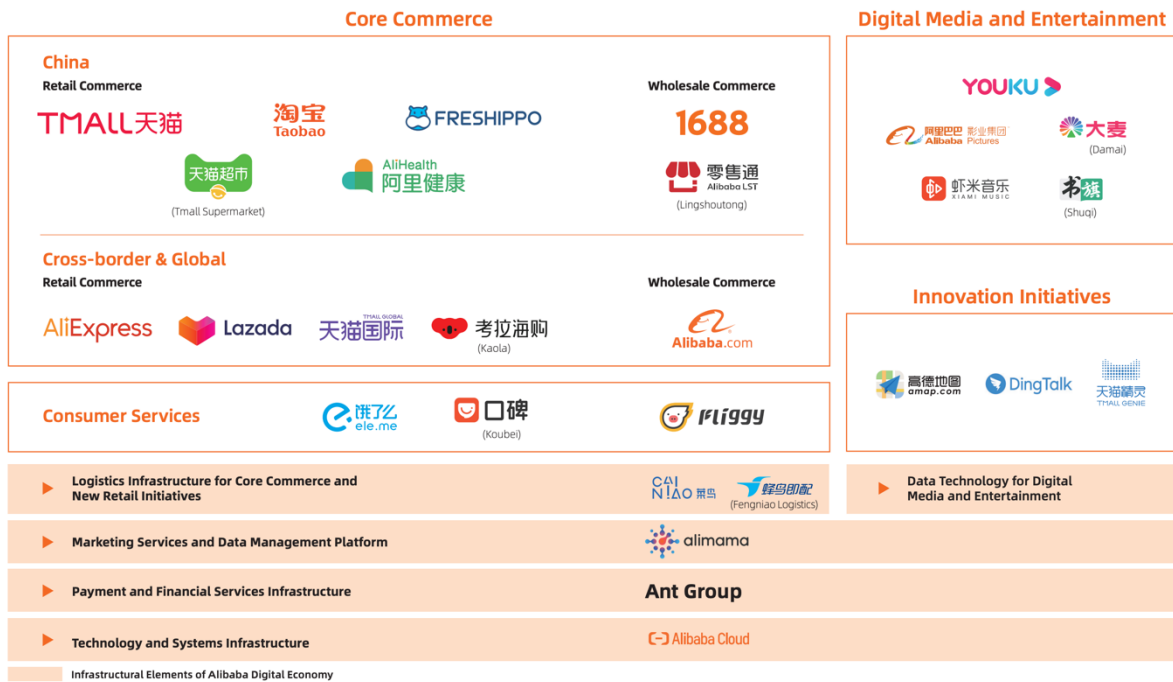 Core Commerce
China
Retail Commerce
Wholesale Commerce
TMALL天猫
淘宝
Taobao
FRESHIPPO
1688
天猫超市
(Tmall Supermarket)
AliHealth
阿里健康
零售通
Alibaba LST
(Lingshoutong)
Cross-border & Global
Retail Commerce
Wholesale Commerce
AliExpress
Lazada
TMALL GLOBAL
天猫国际
考拉海购
(Kaola)
Alibaba.com
Consumer Services
饿了么
ele.me
口碑
(Koubei)
Fliggy
Digital Media and Entertainment
YOUKU
阿里巴巴 影业集团
Alibaba Pictures
大麦
(Damai)
虾米音乐
XIAMI MUSIC
书旗
(Shuqi)
Innovation Initiatives
高德地图
amap.com
DingTalk
天猫精灵
TMALL GENIE
Logistics Infrastructure for Core Commerce and
New Retail Initiatives
CAI
NIAO 菜鸟
蜂鸟即配
(Fengniao Logistics)
Data Technology for Digital
Media and Entertainment
Marketing Services and Data Management Platform
alimama
Payment and Financial Services Infrastructure
Ant Group
Technology and Systems Infrastructure
Alibaba Cloud
Infrastructural Elements of Alibaba Digital Economy